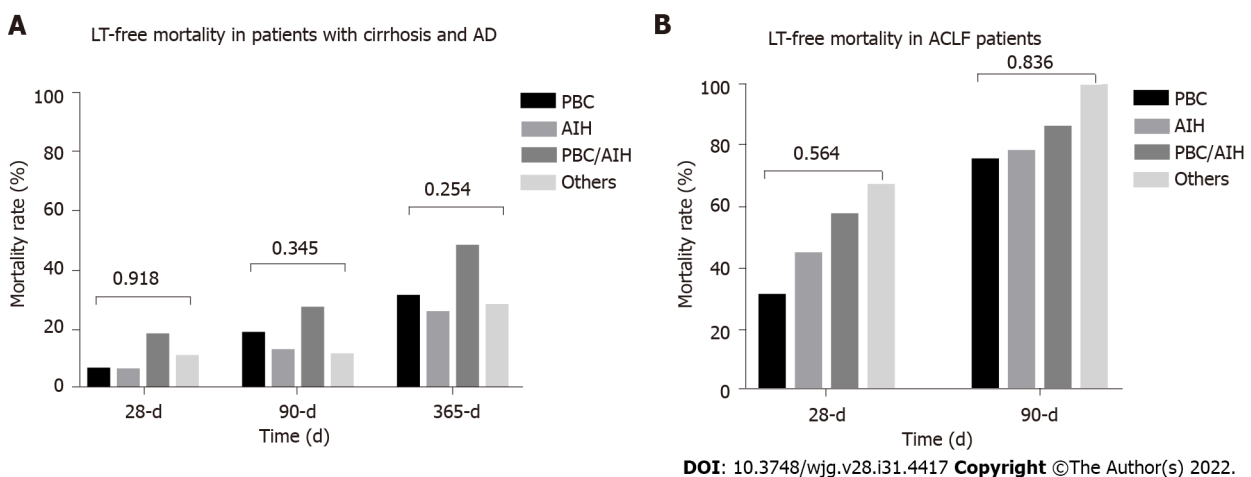 A
LT-free mortality in patients with cirrhosis and AD
Mortality rate (%)
100
80
60
40
20
0
0.918
0.345
0.254
PBC
AIH
PBC/AIH
Others
28-d
90-d
365-d
Time (d)
B
LT-free mortality in ACLF patients
Mortality rate (%)
100
80
60
40
20
0
0.564
0.836
PBC
AIH
PBC/AIH
Others
28-d
90-d
Time (d)
DOI: 10.3748/wjg.v28.i31.4417 Copyright ©The Author(s) 2022.